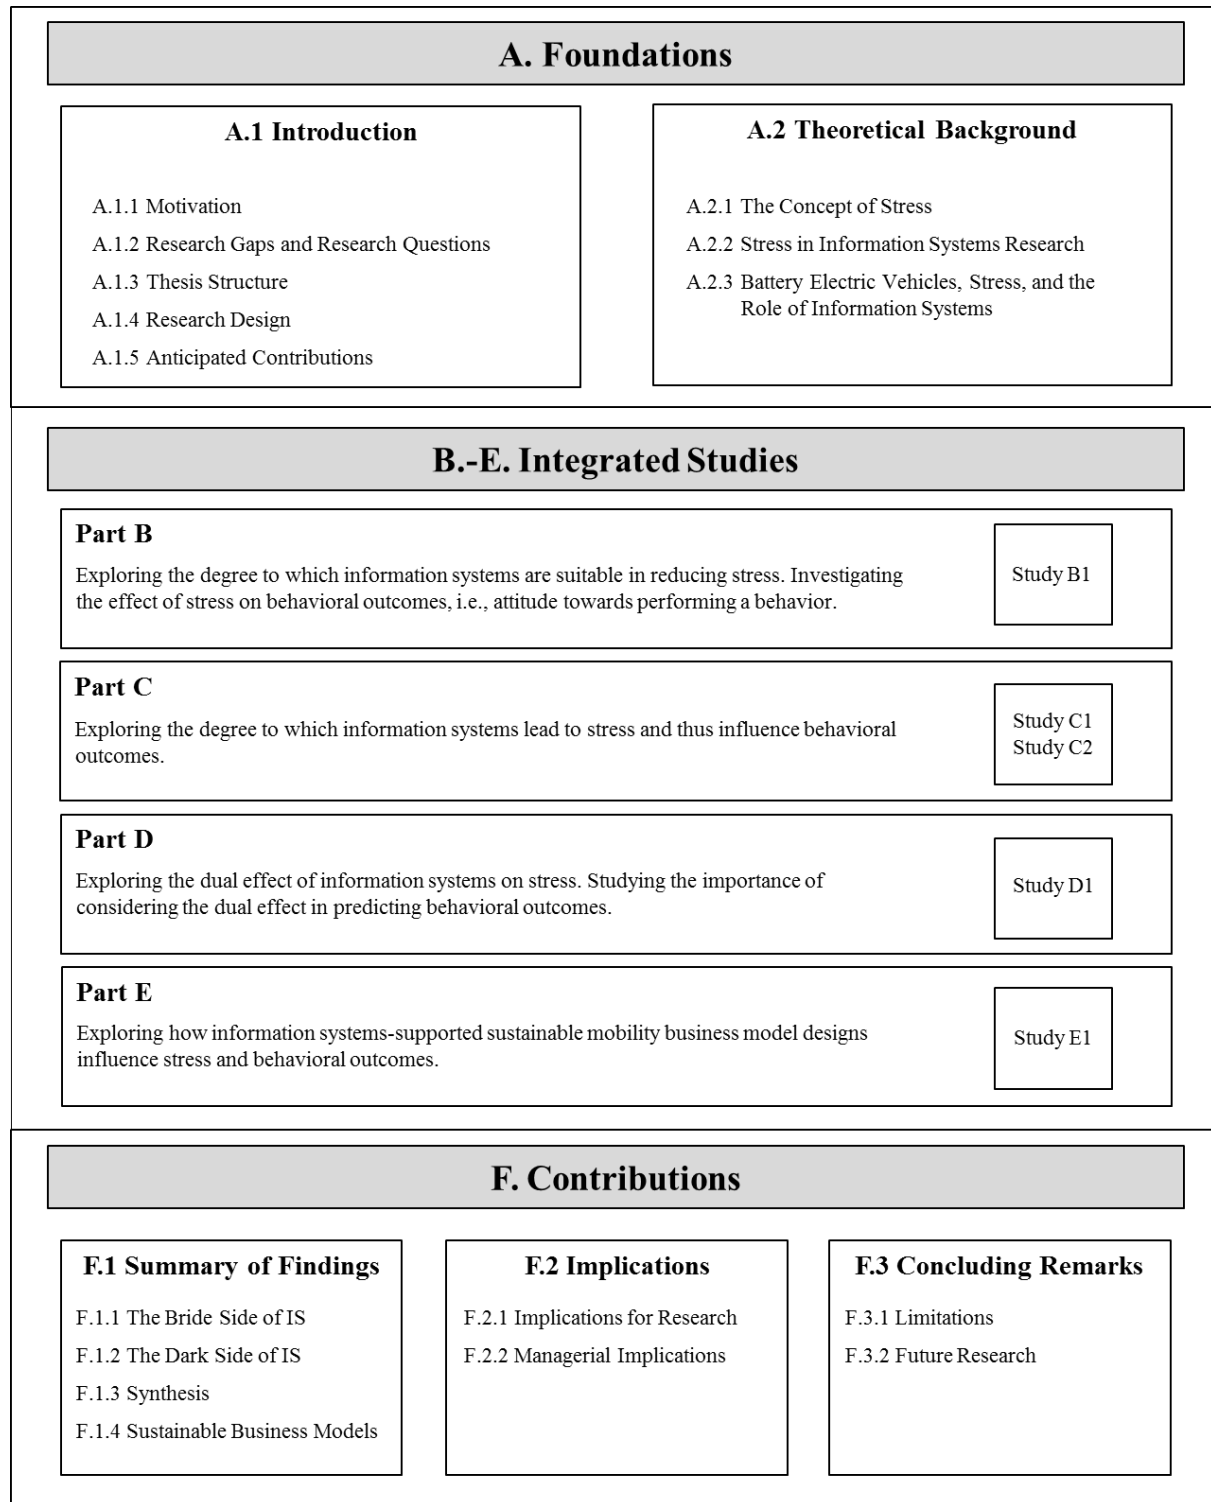 A. Foundations
A.1 Introduction
A.1.1 Motivation
A.1.2 Research Gaps and Research Questions
A.1.3 Thesis Structure
A.1.4 Research Design
A.1.5 Anticipated Contributions
A.2 Theoretical Background
A.2.1 The Concept of Stress
A.2.2 Stress in Information Systems Research
A.2.3 Battery Electric Vehicles, Stress, and the
Role of Information Systems
B.-E. Integrated Studies
Part B
Exploring the degree to which information systems are suitable in reducing stress. Investigating
the effect of stress on behavioral outcomes, i.e., attitude towards performing a behavior.
Study B1
Part C
Exploring the degree to which information systems lead to stress and thus influence behavioral
outcomes.
Study C1
Study C2
Part D
Exploring the dual effect of information systems on stress. Studying the importance of
considering the dual effect in predicting behavioral outcomes.
Study D1
Part E
Exploring how information systems-supported sustainable mobility business model designs
influence stress and behavioral outcomes.
Study E1
F. Contributions
F.1 Summary of Findings
F.1.1 The Bride Side of IS
F.1.2 The Dark Side of IS
F.1.3 Synthesis
F.1.4 Sustainable Business Models
F.2 Implications
F.2.1 Implications for Research
F.2.2 Managerial Implications
F.3 Concluding Remarks
F.3.1 Limitations
F.3.2 Future Research